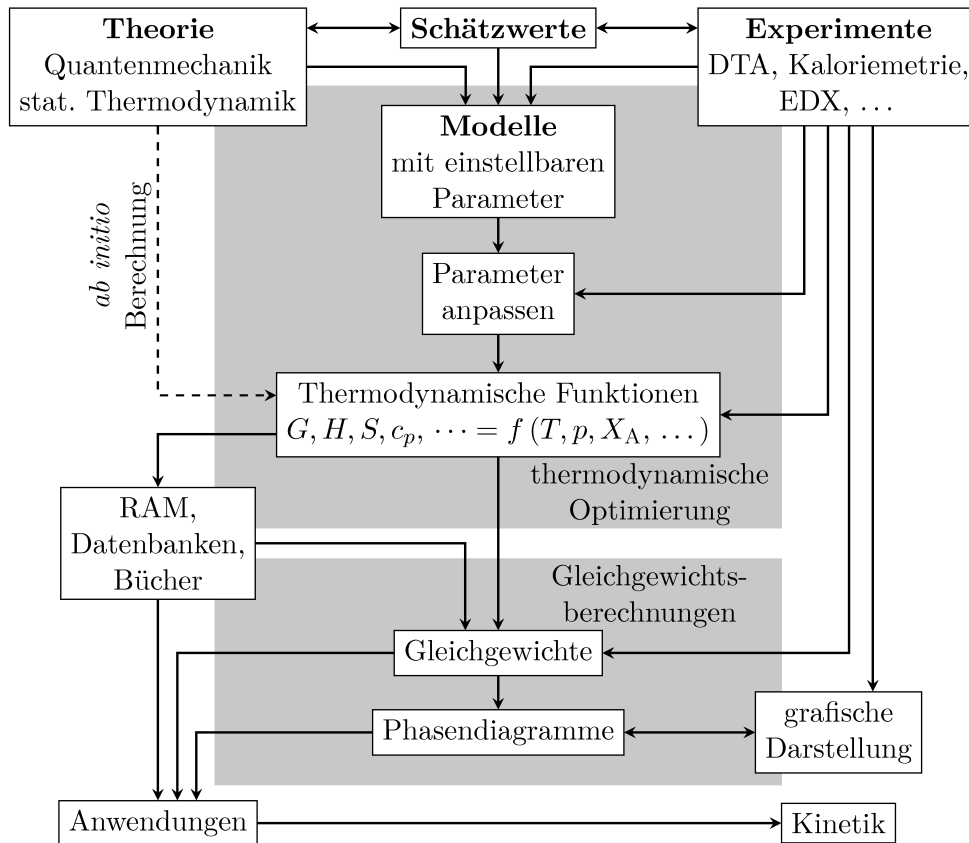 Theorie
Quantenmechanik
stat. Thermodynamik
Schätzwerte
Experimente
DTA, Kaloriemetrie,
EDX, …
Modelle
mit einstellbaren
Parameter
ab initio
Berechnung
Parameter
anpassen
Thermodynamische Funktionen
G, H, S, c_p, ⋯ = f (T, p, X_A, …)
thermodynamische
Optimierung
RAM,
Datenbanken,
Bücher
Gleichgewichts-
berechnungen
Gleichgewichte
Phasendiagramme
grafische
Darstellung
Anwendungen
Kinetik